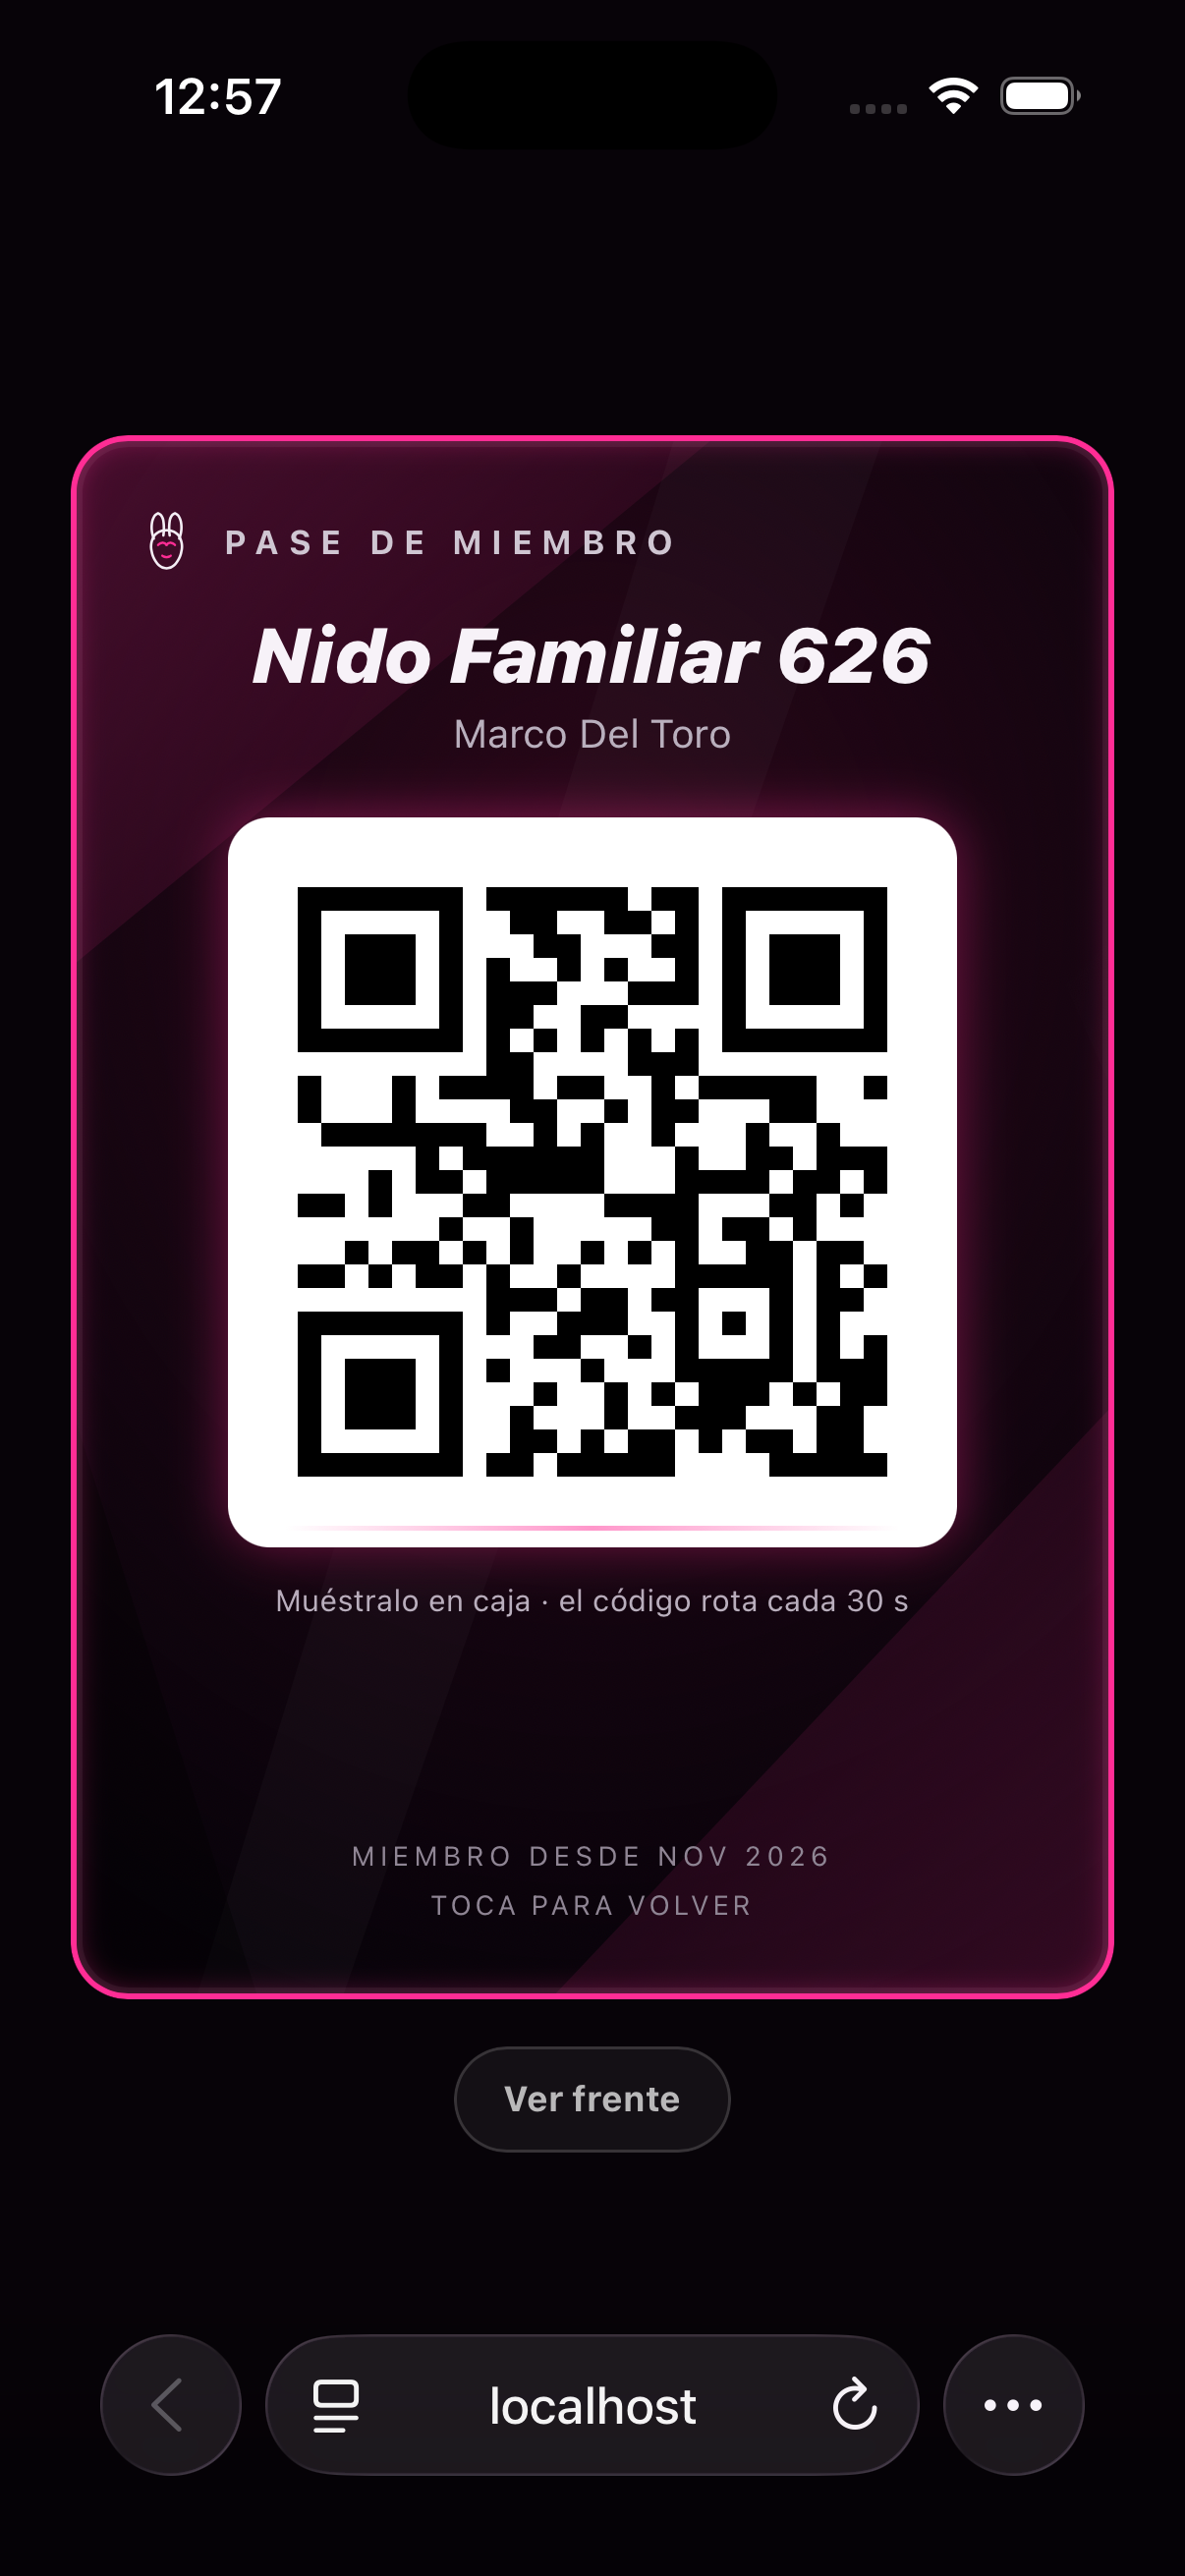 12:57
PASE DE MIEMBRO
Nido Familiar 626
Marco Del Toro
Muéstralo en caja · el código rota cada 30 s
MIEMBRO DESDE NOV 2026
TOCA PARA VOLVER
Ver frente
localhost